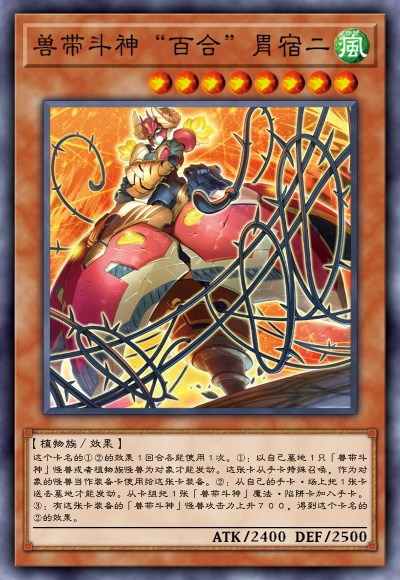 兽带斗神 “百合” 胃宿二
風
【植物族／效果】
这个卡名的①②的效果１回合各能使用１次。①：以自己墓地１只「兽带斗
神」怪兽或者植物族怪兽为对象才能发动。这张卡从手卡特殊召唤，作为对
象的怪兽当作装备卡使用给这张卡装备。②：从自己的手卡·场上把１张卡
送去墓地才能发动。从卡组把１张「兽带斗神」魔法·陷阱卡加入手卡。
③：有这张卡装备的「兽带斗神」怪兽攻击力上升７００，得到这个卡名的
②的效果。
ATK/2400 DEF/2500